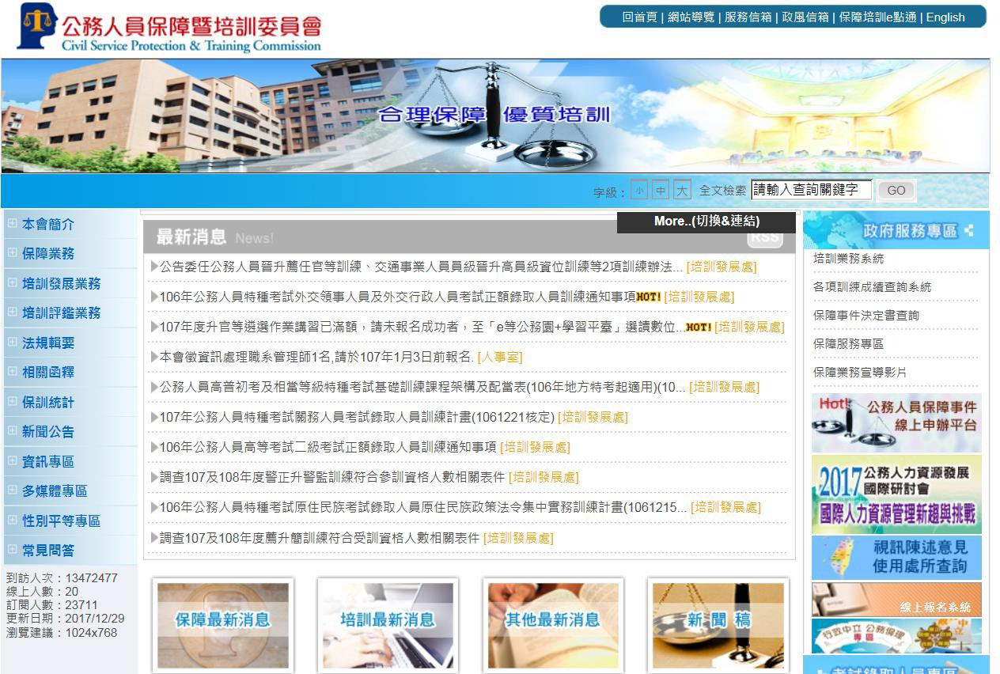 公務人員保障暨培訓委員會
Civil Service Protection & Training Commission
回首頁 | 網站導覽 | 服務信箱 | 政風信箱 | 保障培訓e點通 | English
合理保障 優質培訓
字級： 小 中 大 全文檢索 請輸入查詢關鍵字 GO
本會簡介
保障業務
培訓發展業務
培訓評鑑業務
法規輯要
相關函釋
保訓統計
新聞公告
資訊專區
多媒體專區
性別平等專區
常見問答
到訪人次：13472477
線上人數：20
訂閱人數：23711
更新日期：2017/12/29
瀏覽建議：1024x768
More..(切換&連結)
最新消息 News!
RSS
公告委任公務人員晉升薦任官等訓練、交通事業人員員級晉升高員級資位訓練等2項訓練辦法... [培訓發展處]
106年公務人員特種考試外交領事人員及外交行政人員考試正額錄取人員訓練通知事項HOT! [培訓發展處]
107年度升官等遴選作業講習已滿額，請未報名成功者，至「e等公務園+學習平臺」選讀數位...HOT! [培訓發展處]
本會徵資訊處理職系管理師1名,請於107年1月3日前報名. [人事室]
公務人員高普初考及相當等級特種考試基礎訓練課程架構及配當表(106年地方特考起適用)(10... [培訓發展處]
107年公務人員特種考試關務人員考試錄取人員訓練計畫(1061221核定) [培訓發展處]
106年公務人員高等考試二級考試正額錄取人員訓練通知事項 [培訓發展處]
調查107及108年度警正升警監訓練符合參訓資格人數相關表件 [培訓發展處]
106年公務人員特種考試原住民族考試錄取人員原住民族政策法令集中實務訓練計畫(1061215... [培訓發展處]
調查107及108年度薦升簡訓練符合受訓資格人數相關表件 [培訓發展處]
保障最新消息
培訓最新消息
其他最新消息
新聞稿
政府服務專區
培訓業務系統
各項訓練成績查詢系統
保障事件決定書查詢
保障服務專區
保障業務宣導影片
Hot!
公務人員保障事件
線上申辦平台
2017 公務人力資源發展
國際研討會
國際人力資源管理新趨與挑戰
視訊陳述意見
使用處所查詢
線上報名系統
行政中立 公務倫理
專區
考試錄取人員專區